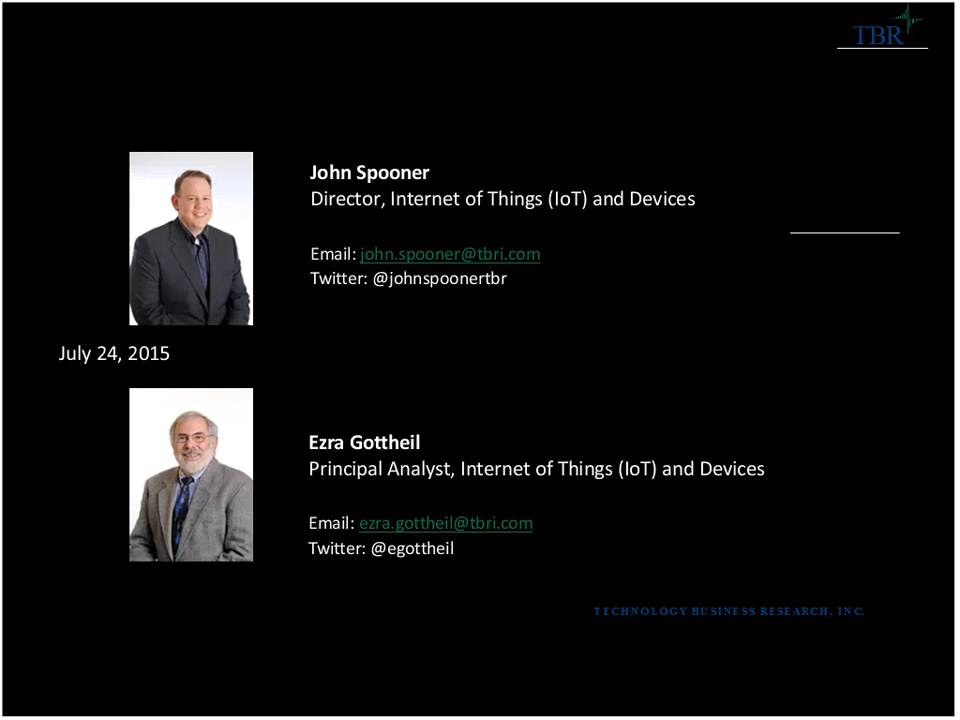 TBR
John Spooner
Director, Internet of Things (IoT) and Devices
Email: john.spooner@tbri.com
Twitter: @johnspoonertbr
July 24, 2015
Ezra Gottheil
Principal Analyst, Internet of Things (IoT) and Devices
Email: ezra.gottheil@tbri.com
Twitter: @egottheil
TECHNOLOGY BUSINESS RESEARCH, INC.